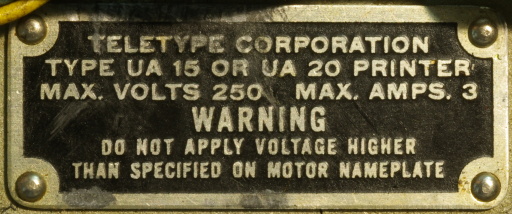 TELETYPE CORPORATION
TYPE UA 15 OR UA 20 PRINTER
MAX. VOLTS 250 MAX. AMPS. 3
WARNING
DO NOT APPLY VOLTAGE HIGHER
THAN SPECIFIED ON MOTOR NAMEPLATE